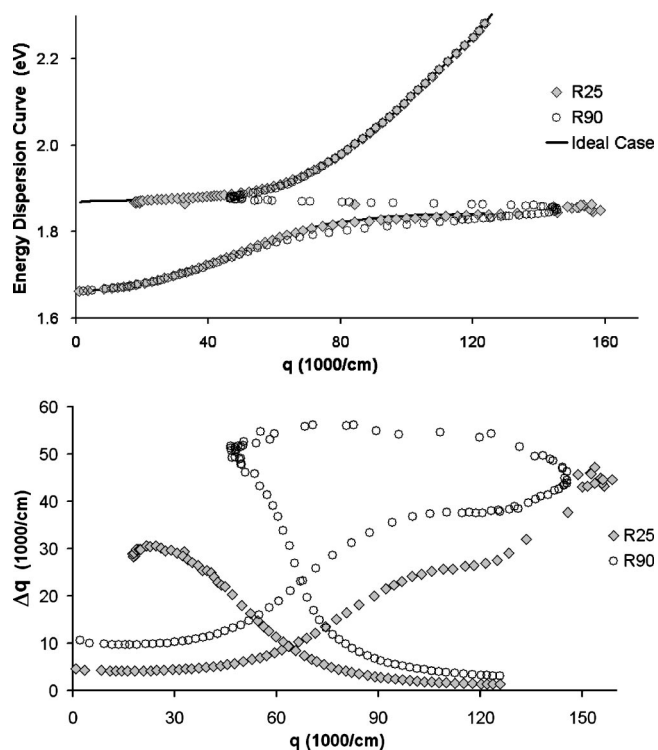 2.2
2.0
1.8
1.6
Energy Dispersion Curve (eV)
R25
R90
Ideal Case
0 40 80 120 160
q (1000/cm)
60
50
40
30
20
10
0
Δq (1000/cm)
R25
R90
0 30 60 90 120 150
q (1000/cm)